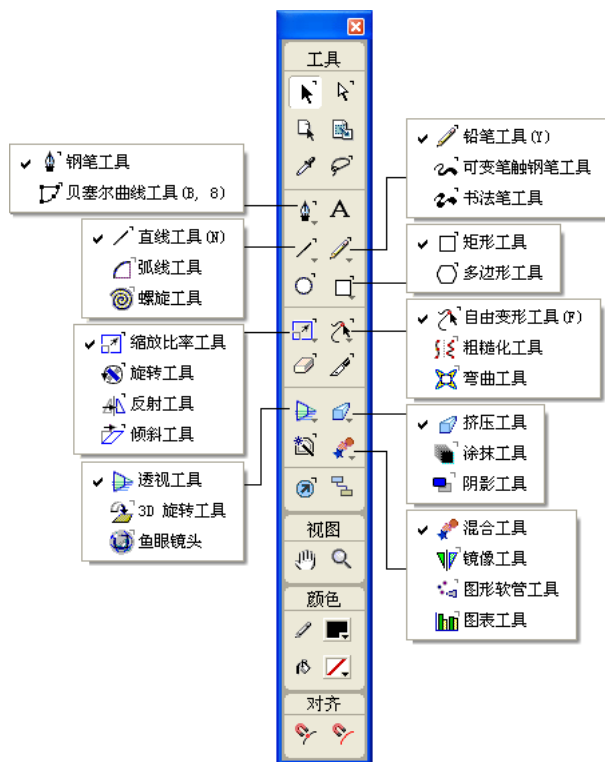 工具
钢笔工具
贝塞尔曲线工具(B, 8)
直线工具(N)
弧线工具
螺旋工具
缩放比率工具
旋转工具
反射工具
倾斜工具
透视工具
3D 旋转工具
鱼眼镜头
A
铅笔工具(Y)
可变笔触钢笔工具
书法笔工具
矩形工具
多边形工具
自由变形工具(F)
粗糙化工具
弯曲工具
挤压工具
涂抹工具
阴影工具
混合工具
镜像工具
图形软管工具
图表工具
视图
颜色
对齐